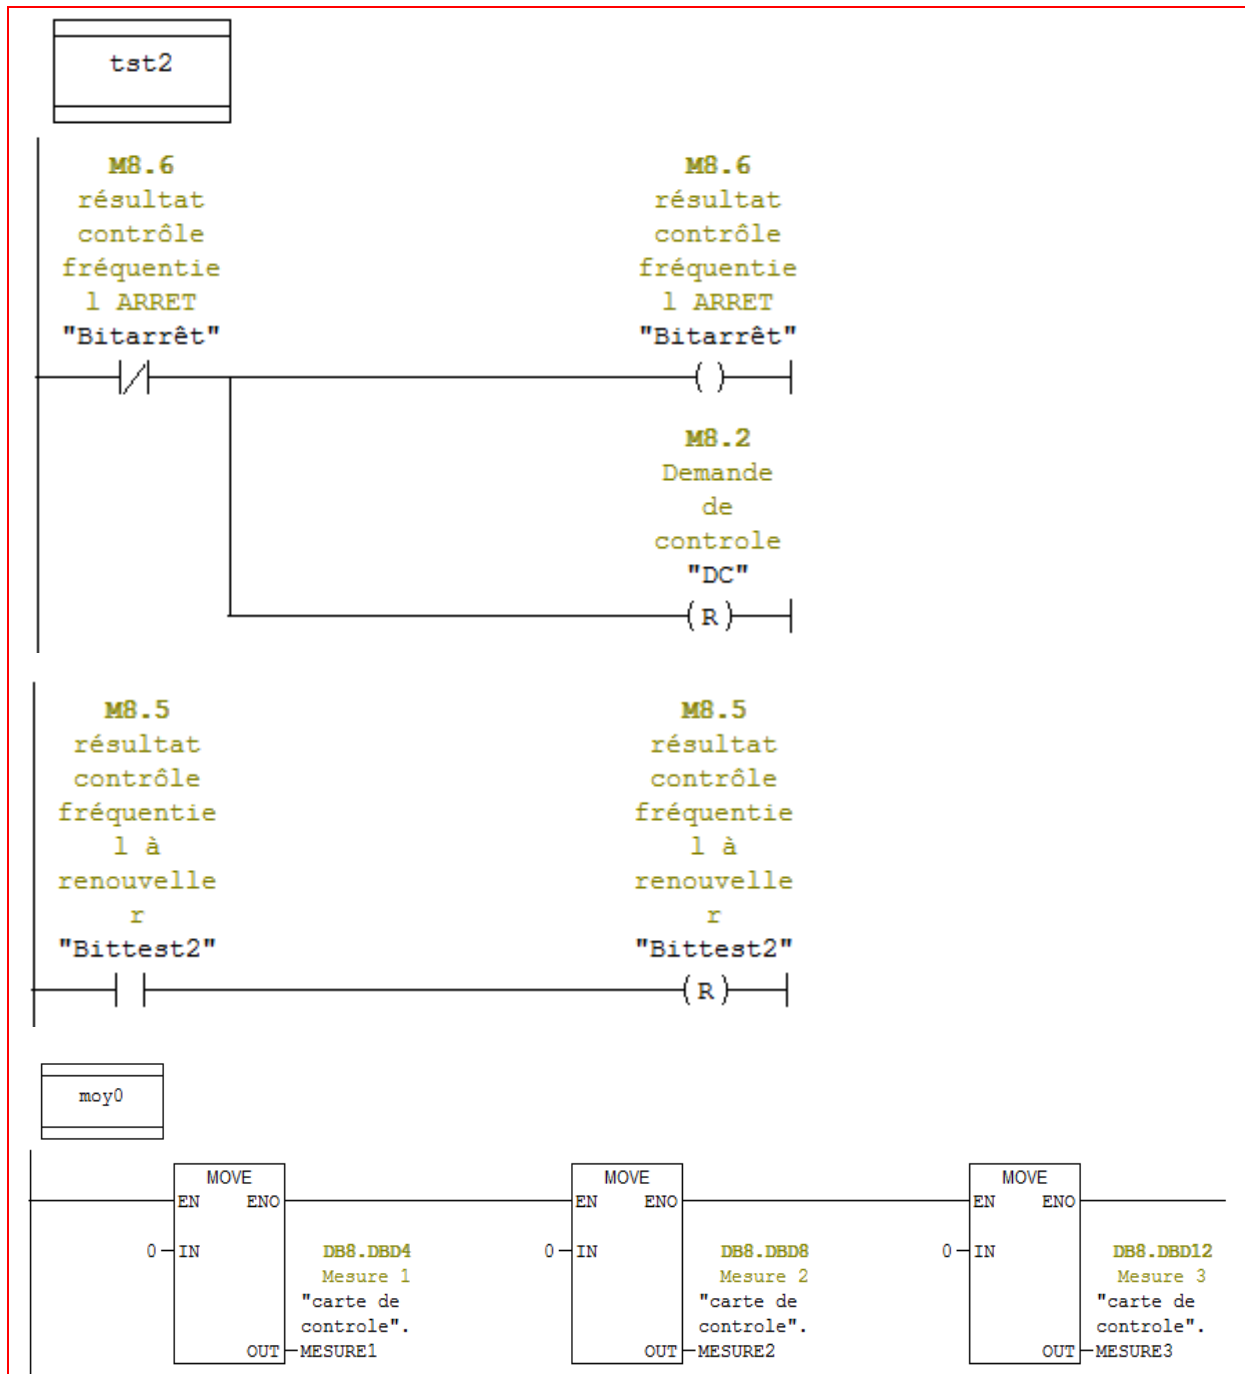 tst2
M8.6 M8.6
résultat résultat
contrôle contrôle
fréquentie fréquentie
l ARRET l ARRET
"Bitarrêt" "Bitarrêt"
M8.2
Demande
de
controle
"DC"
R
M8.5 M8.5
résultat résultat
contrôle contrôle
fréquentie fréquentie
l à l à
renouvelle renouvelle
r r
"Bittest2" "Bittest2"
R
moy0
MOVE MOVE MOVE
EN ENO EN ENO EN ENO
0 IN DB8.DBD4 0 IN DB8.DBD8 0 IN DB8.DBD12
Mesure 1 Mesure 2 Mesure 3
"carte de "carte de "carte de
controle". controle". controle".
OUT MESURE1 OUT MESURE2 OUT MESURE3